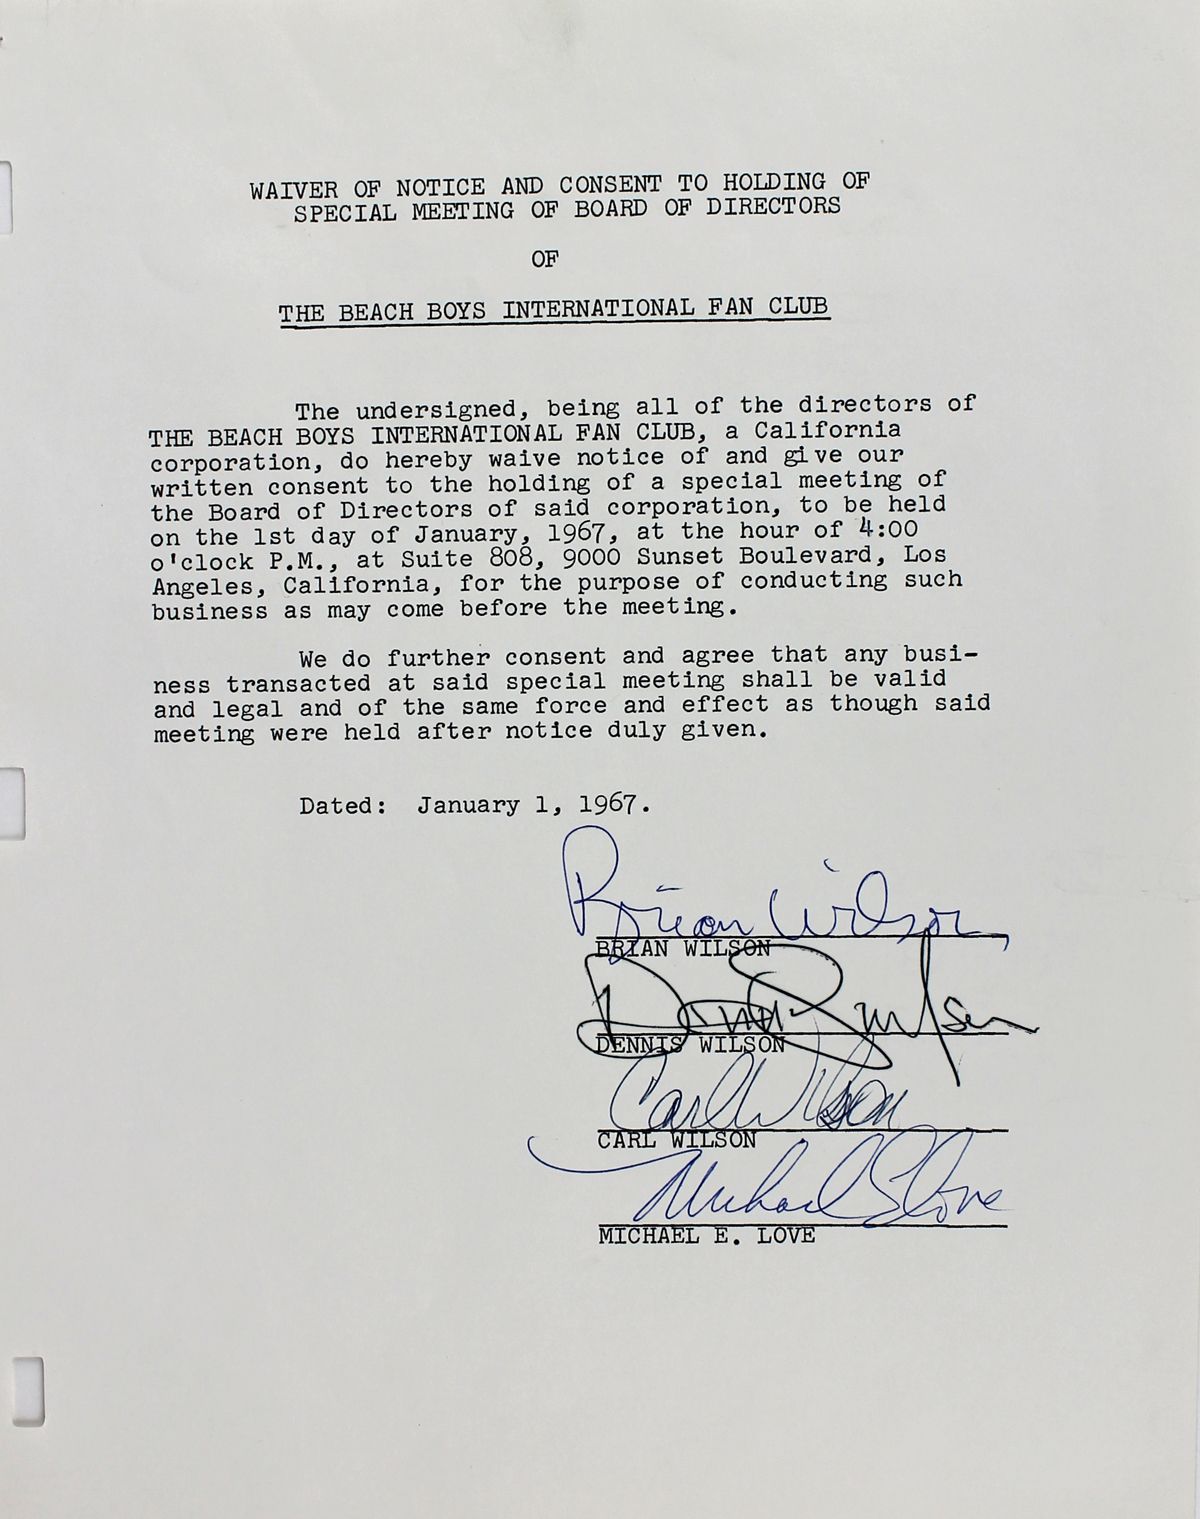 WAIVER OF NOTICE AND CONSENT TO HOLDING OF
SPECIAL MEETING OF BOARD OF DIRECTORS
OF
THE BEACH BOYS INTERNATIONAL FAN CLUB
The undersigned, being all of the directors of
THE BEACH BOYS INTERNATIONAL FAN CLUB, a California
corporation, do hereby waive notice of and give our
written consent to the holding of a special meeting of
the Board of Directors of said corporation, to be held
on the 1st day of January, 1967, at the hour of 4:00
o'clock P.M., at Suite 808, 9000 Sunset Boulevard, Los
Angeles, California, for the purpose of conducting such
business as may come before the meeting.
We do further consent and agree that any busi-
ness transacted at said special meeting shall be valid
and legal and of the same force and effect as though said
meeting were held after notice duly given.
Dated: January 1, 1967.
Brian Wilson
BRIAN WILSON
Dennis Wilson
DENNIS WILSON
Carl Wilson
CARL WILSON
Michael E Love
MICHAEL E. LOVE